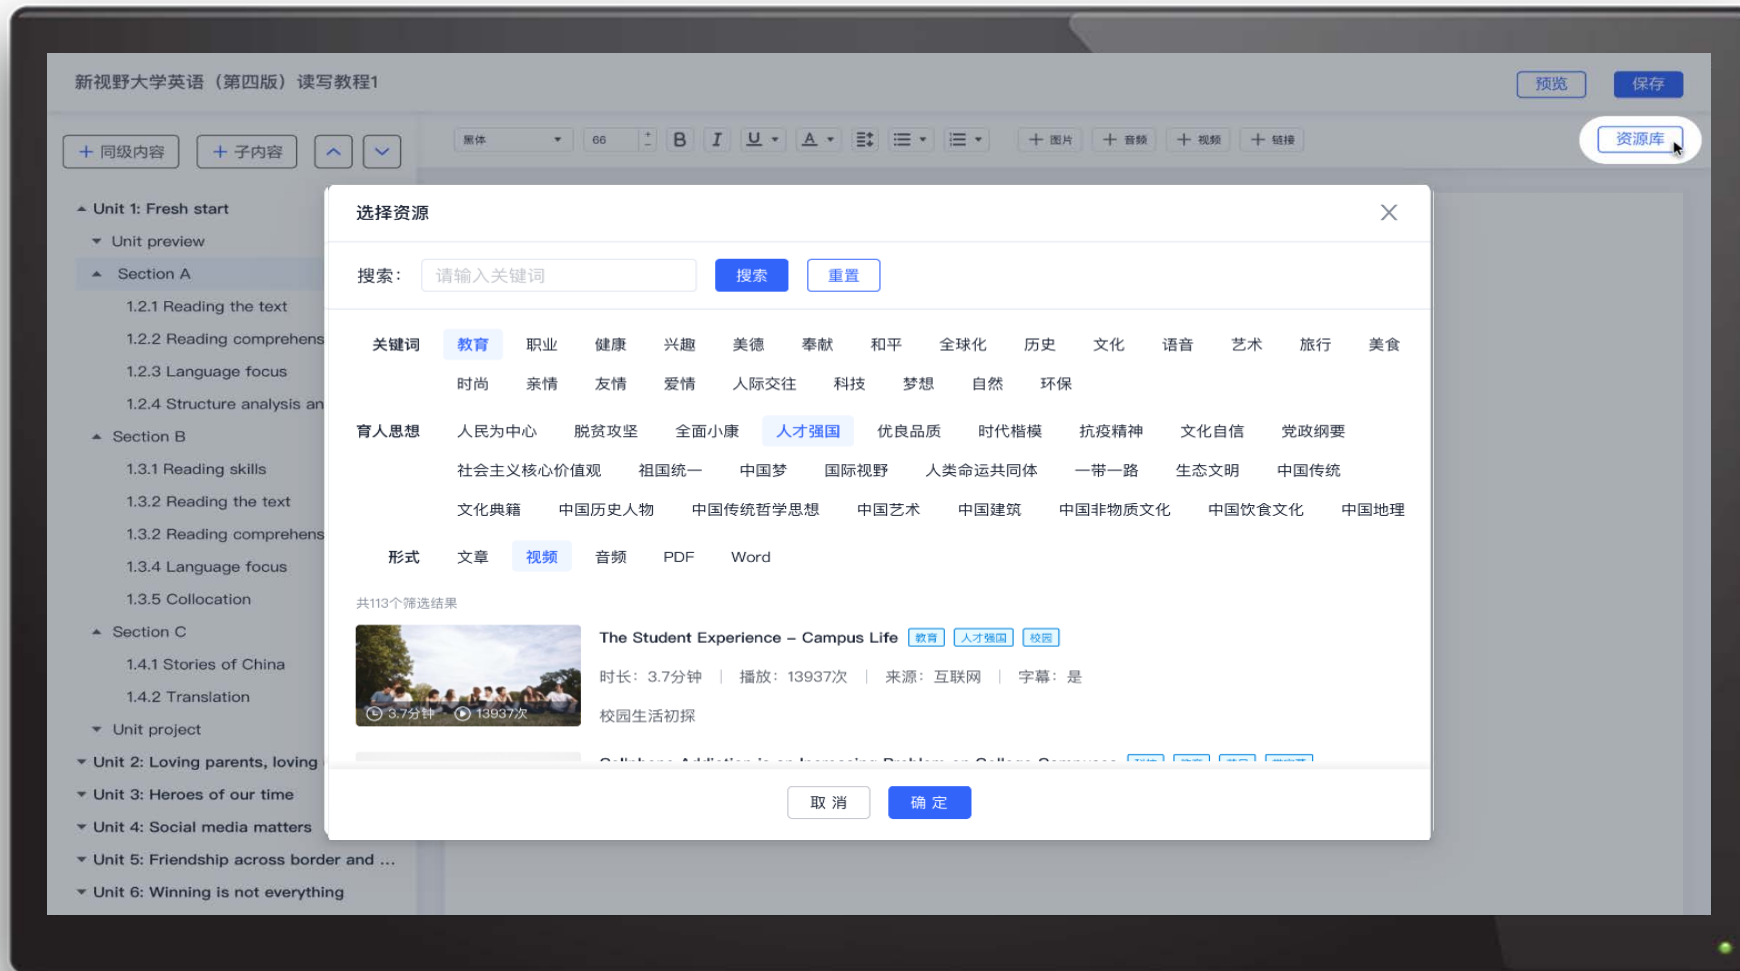 新视野大学英语（第四版）读写教程1
预览 保存
+ 同级内容 + 子内容
黑体 66 B I U A + 图片 + 音频 + 视频 + 链接 资源库
Unit 1: Fresh start
Unit preview
Section A
1.2.1 Reading the text
1.2.2 Reading comprehens
1.2.3 Language focus
1.2.4 Structure analysis an
Section B
1.3.1 Reading skills
1.3.2 Reading the text
1.3.2 Reading comprehens
1.3.4 Language focus
1.3.5 Collocation
Section C
1.4.1 Stories of China
1.4.2 Translation
Unit project
Unit 2: Loving parents, loving
Unit 3: Heroes of our time
Unit 4: Social media matters
Unit 5: Friendship across border and ...
Unit 6: Winning is not everything
选择资源
搜索： 请输入关键词 搜索 重置
关键词 教育 职业 健康 兴趣 美德 奉献 和平 全球化 历史 文化 语音 艺术 旅行 美食
时尚 亲情 友情 爱情 人际交往 科技 梦想 自然 环保
育人思想 人民为中心 脱贫攻坚 全面小康 人才强国 优良品质 时代楷模 抗疫精神 文化自信 党政纲要
社会主义核心价值观 祖国统一 中国梦 国际视野 人类命运共同体 一带一路 生态文明 中国传统
文化典籍 中国历史人物 中国传统哲学思想 中国艺术 中国建筑 中国非物质文化 中国饮食文化 中国地理
形式 文章 视频 音频 PDF Word
共113个筛选结果
The Student Experience – Campus Life 教育 人才强国 校园
时长：3.7分钟 | 播放：13937次 | 来源：互联网 | 字幕：是
3.7分钟 13937次
校园生活初探
Cellphone Addiction is an Increasing Problem on College Campuses
取 消 确 定